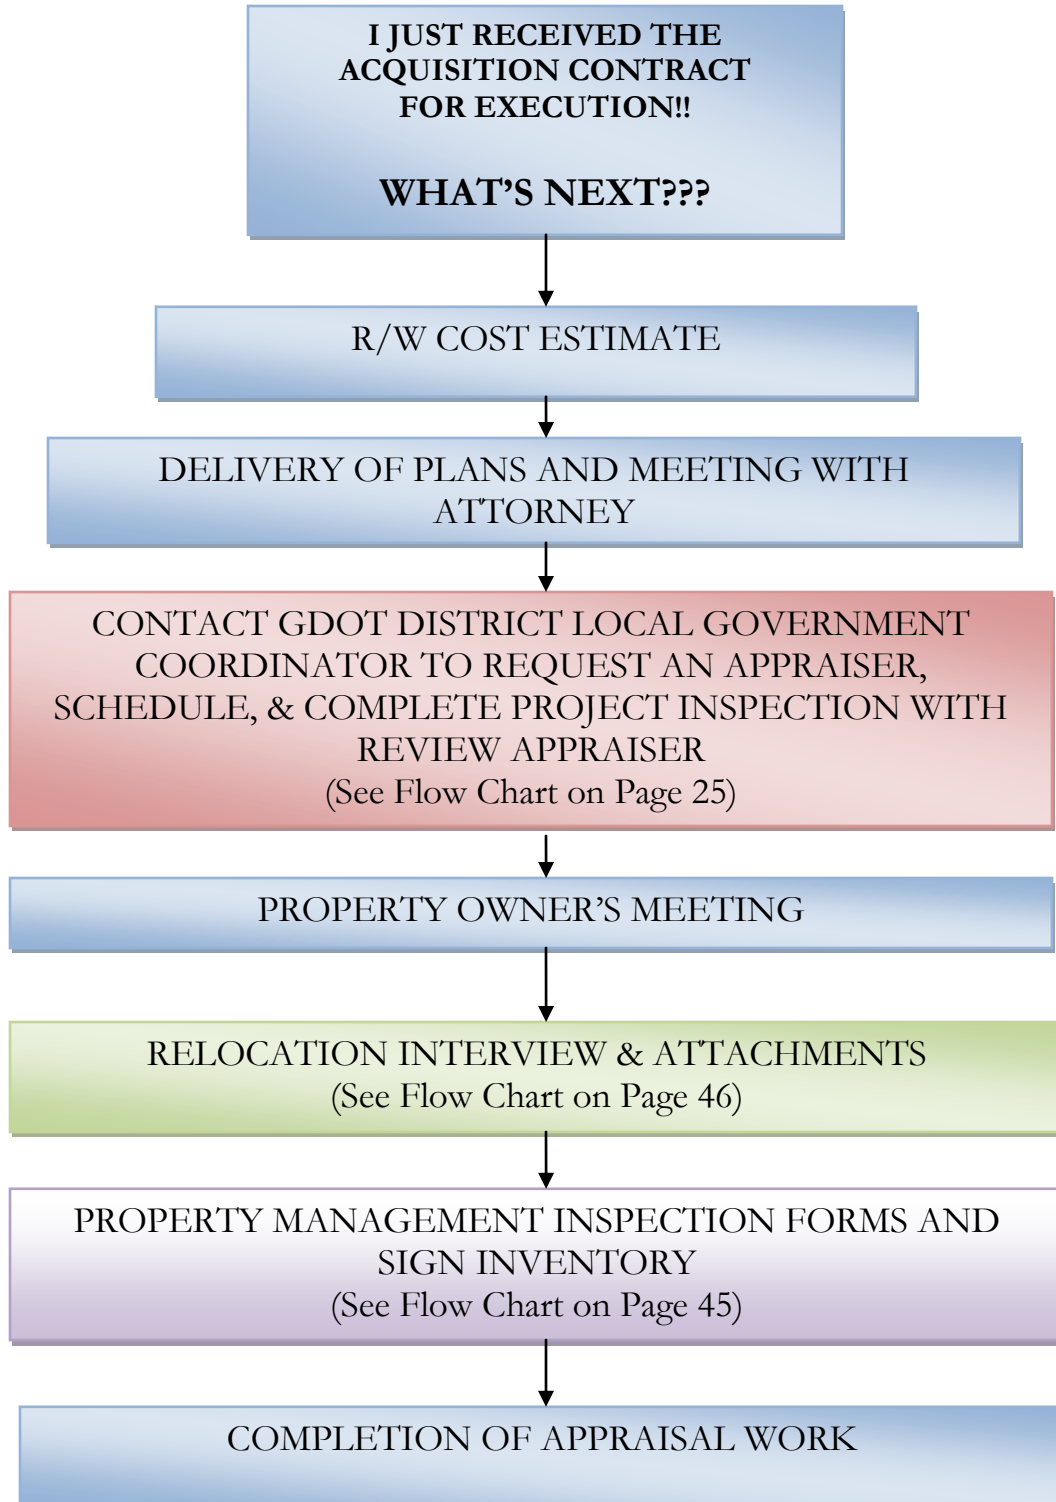 I JUST RECEIVED THE
ACQUISITION CONTRACT
FOR EXECUTION!!
WHAT’S NEXT???
R/W COST ESTIMATE
DELIVERY OF PLANS AND MEETING WITH
ATTORNEY
CONTACT GDOT DISTRICT LOCAL GOVERNMENT
COORDINATOR TO REQUEST AN APPRAISER,
SCHEDULE, & COMPLETE PROJECT INSPECTION WITH
REVIEW APPRAISER
(See Flow Chart on Page 25)
PROPERTY OWNER’S MEETING
RELOCATION INTERVIEW & ATTACHMENTS
(See Flow Chart on Page 46)
PROPERTY MANAGEMENT INSPECTION FORMS AND
SIGN INVENTORY
(See Flow Chart on Page 45)
COMPLETION OF APPRAISAL WORK